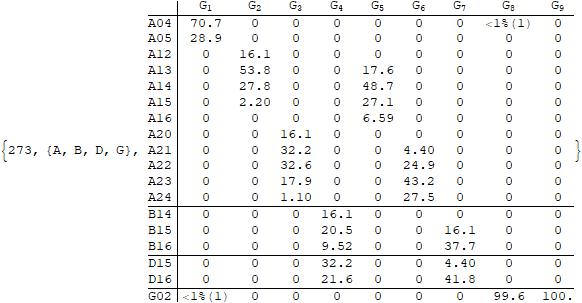 G1 G2 G3 G4 G5 G6 G7 G8 G9
A04 70.7 0 0 0 0 0 0 <1%(1) 0
A05 28.9 0 0 0 0 0 0 0 0
A12 0 16.1 0 0 0 0 0 0 0
A13 0 53.8 0 0 17.6 0 0 0 0
A14 0 27.8 0 0 48.7 0 0 0 0
A15 0 2.20 0 0 27.1 0 0 0 0
A16 0 0 0 0 6.59 0 0 0 0
A20 0 0 16.1 0 0 0 0 0 0
{273, {A, B, D, G}, A21 0 0 32.2 0 0 4.40 0 0 0 }
A22 0 0 32.6 0 0 24.9 0 0 0
A23 0 0 17.9 0 0 43.2 0 0 0
A24 0 0 1.10 0 0 27.5 0 0 0
B14 0 0 0 16.1 0 0 0 0 0
B15 0 0 0 20.5 0 0 16.1 0 0
B16 0 0 0 9.52 0 0 37.7 0 0
D15 0 0 0 32.2 0 0 4.40 0 0
D16 0 0 0 21.6 0 0 41.8 0 0
G02 <1%(1) 0 0 0 0 0 0 99.6 100.